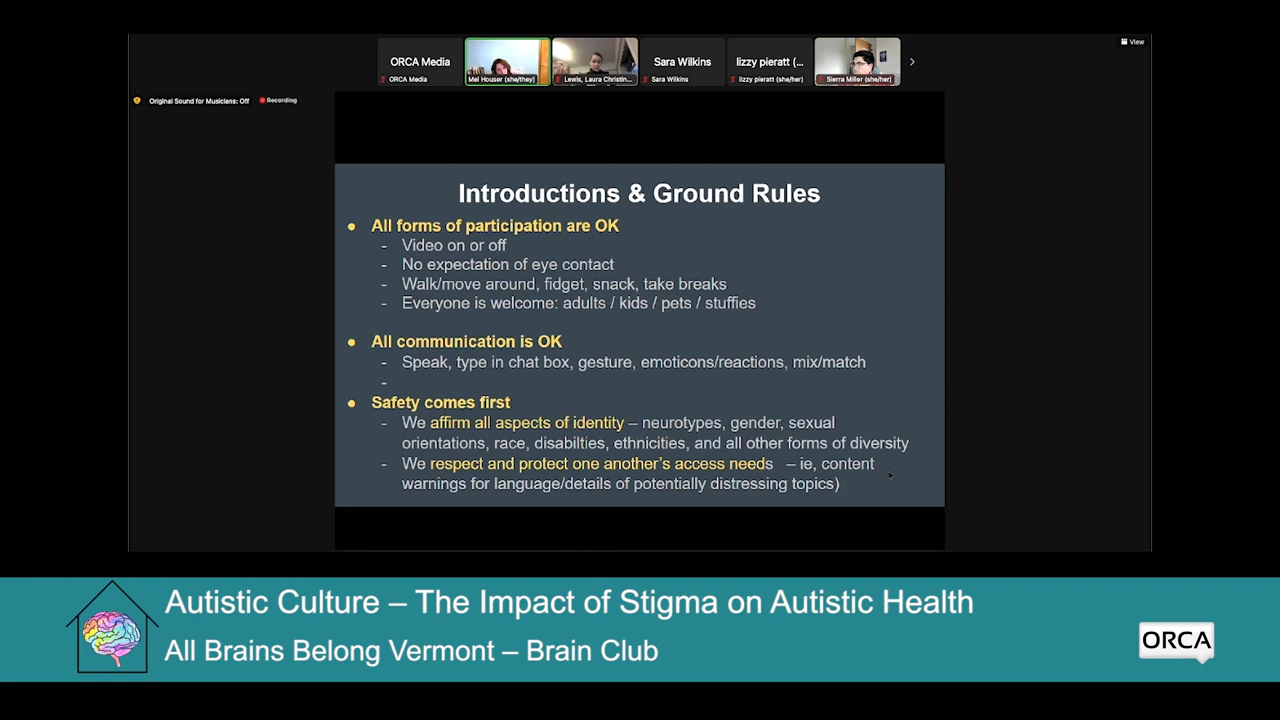 View
ORCA Media
ORCA Media
Mel Houser (she/they)
Lewis, Laura Christin...
Sara Wilkins
Sara Wilkins
lizzy pieratt (...
lizzy pieratt (she/her)
Sierra Miller (she/her)
Original Sound for Musicians: Off
Recording
Introductions & Ground Rules
● All forms of participation are OK
- Video on or off
- No expectation of eye contact
- Walk/move around, fidget, snack, take breaks
- Everyone is welcome: adults / kids / pets / stuffies
● All communication is OK
- Speak, type in chat box, gesture, emoticons/reactions, mix/match
-
● Safety comes first
- We affirm all aspects of identity – neurotypes, gender, sexual
orientations, race, disabilties, ethnicities, and all other forms of diversity
- We respect and protect one another's access needs – ie, content
warnings for language/details of potentially distressing topics)
Autistic Culture – The Impact of Stigma on Autistic Health
All Brains Belong Vermont – Brain Club
ORCA